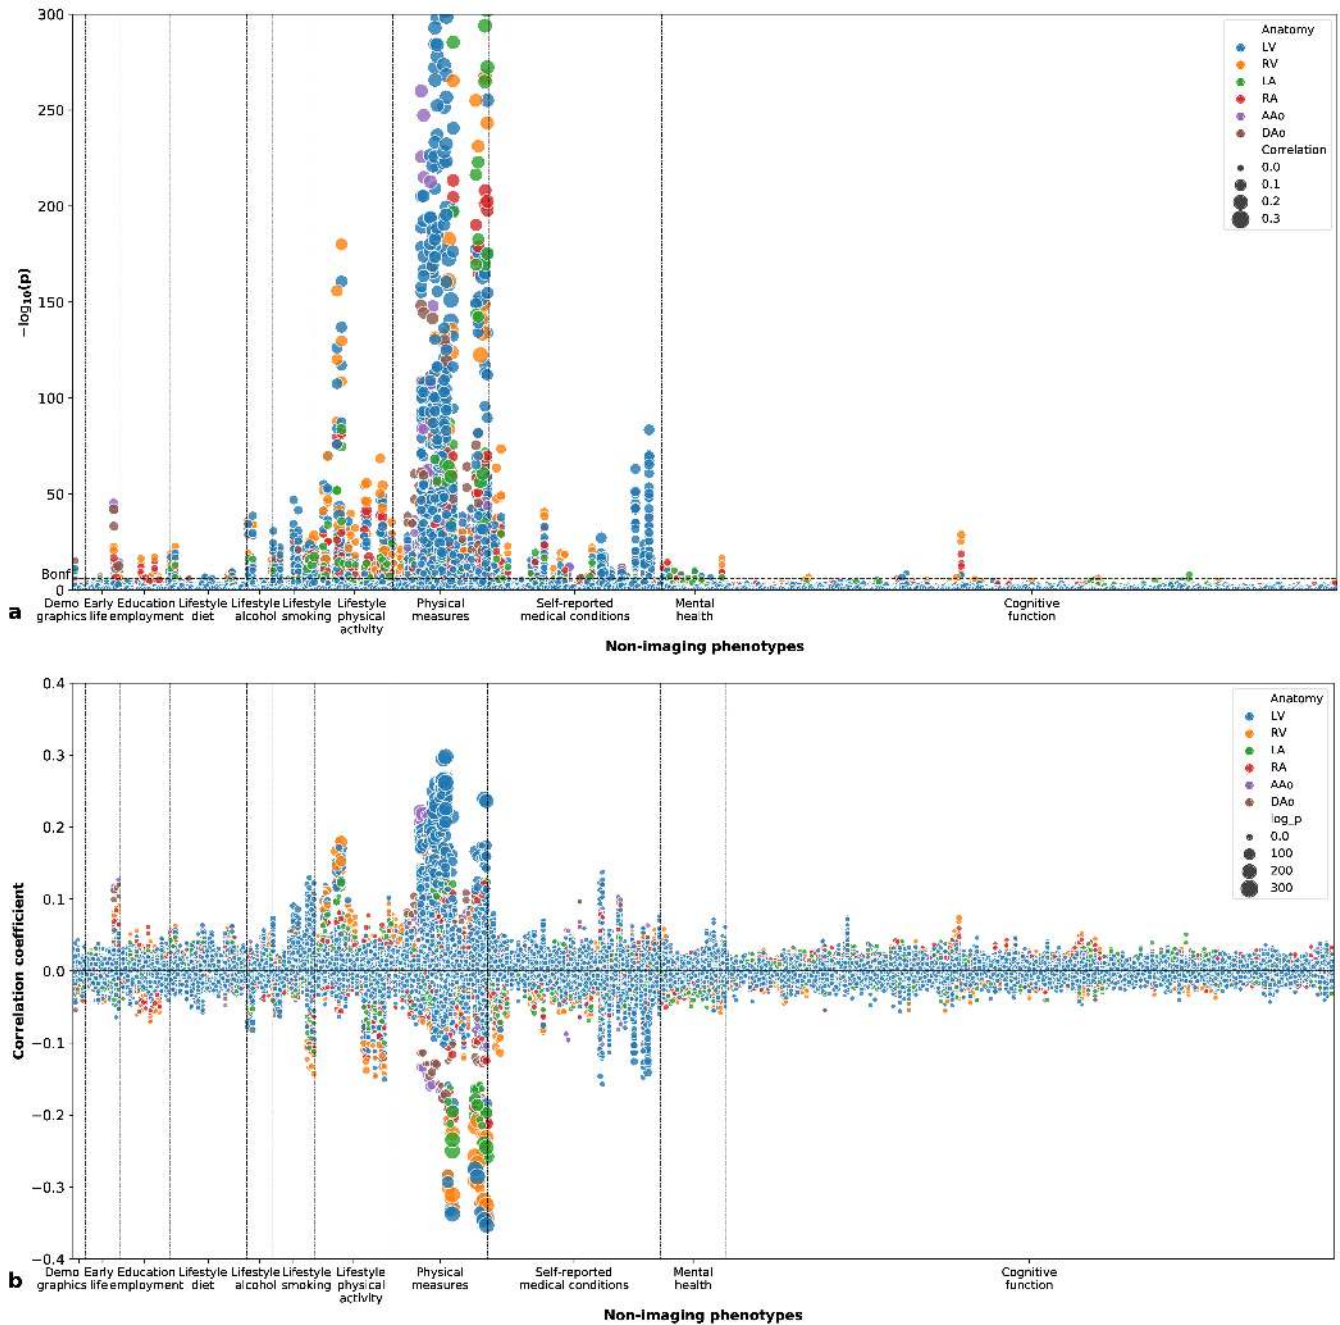 300
250
200
150
100
50
Bonf
0
−log₁₀(p)
Anatomy
LV
RV
LA
RA
AAo
DAo
Correlation
0.0
0.1
0.2
0.3
Demo Early Education Lifestyle Lifestyle Lifestyle Lifestyle Physical Self-reported Mental Cognitive
graphics life employment diet alcohol smoking physical measures medical conditions health function
activity
a
Non-imaging phenotypes
0.4
0.3
0.2
0.1
0.0
−0.1
−0.2
−0.3
−0.4
Correlation coefficient
Anatomy
LV
RV
LA
RA
AAo
DAo
log_p
0.0
100
200
300
Demo Early Education Lifestyle Lifestyle Lifestyle Lifestyle Physical Self-reported Mental Cognitive
graphics life employment diet alcohol smoking physical measures medical conditions health function
activity
b
Non-imaging phenotypes